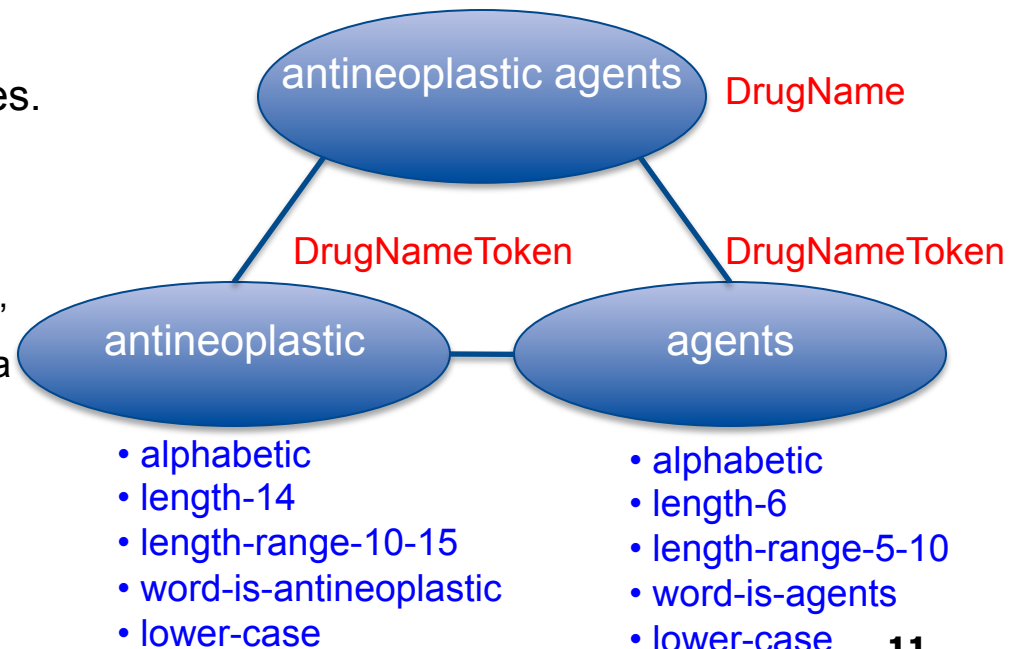 antineoplastic agents
DrugName
es.
DrugNameToken
DrugNameToken
,
a
antineoplastic
agents
• alphabetic
• length-14
• length-range-10-15
• word-is-antineoplastic
• lower-case
• alphabetic
• length-6
• length-range-5-10
• word-is-agents
• lower-case
11